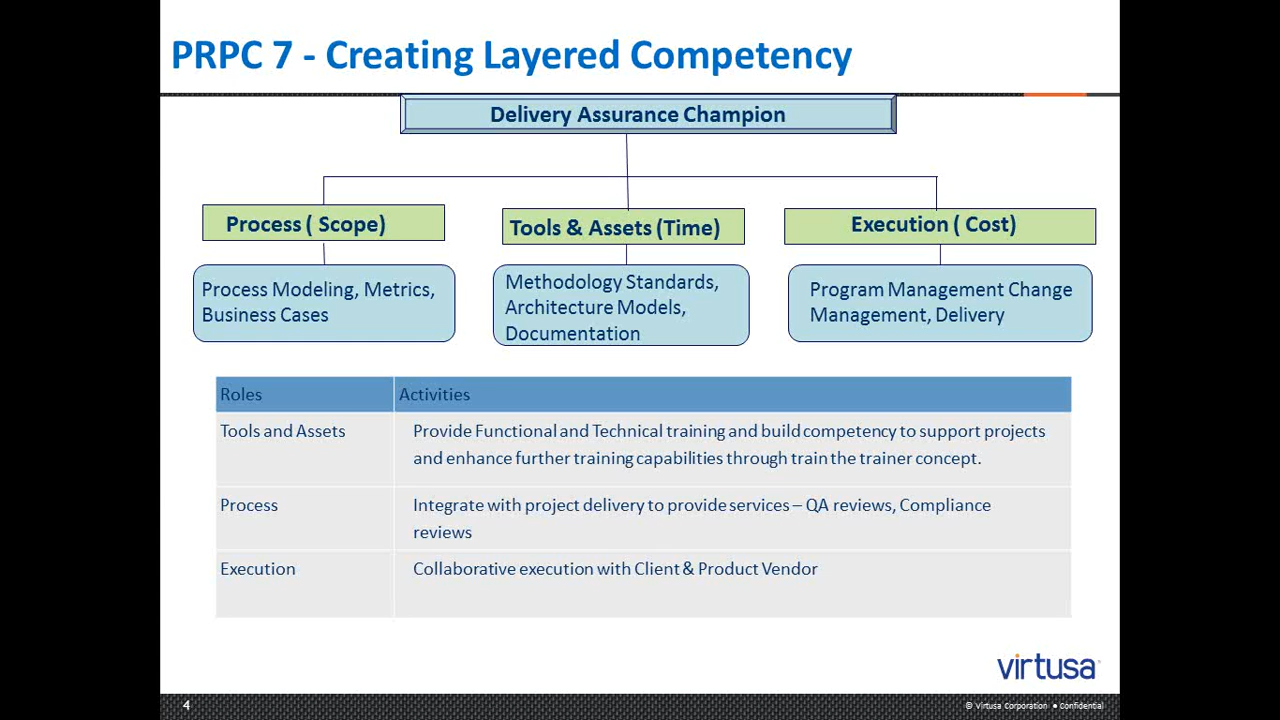 PRPC 7 - Creating Layered Competency
Delivery Assurance Champion
Process ( Scope)
Tools & Assets (Time)
Execution ( Cost)
Process Modeling, Metrics,
Business Cases
Methodology Standards,
Architecture Models,
Documentation
Program Management Change
Management, Delivery
Roles
Activities
Tools and Assets
Provide Functional and Technical training and build competency to support projects
and enhance further training capabilities through train the trainer concept.
Process
Integrate with project delivery to provide services – QA reviews, Compliance
reviews
Execution
Collaborative execution with Client & Product Vendor
virtusa
4
© Virtusa Corporation ● Confidential